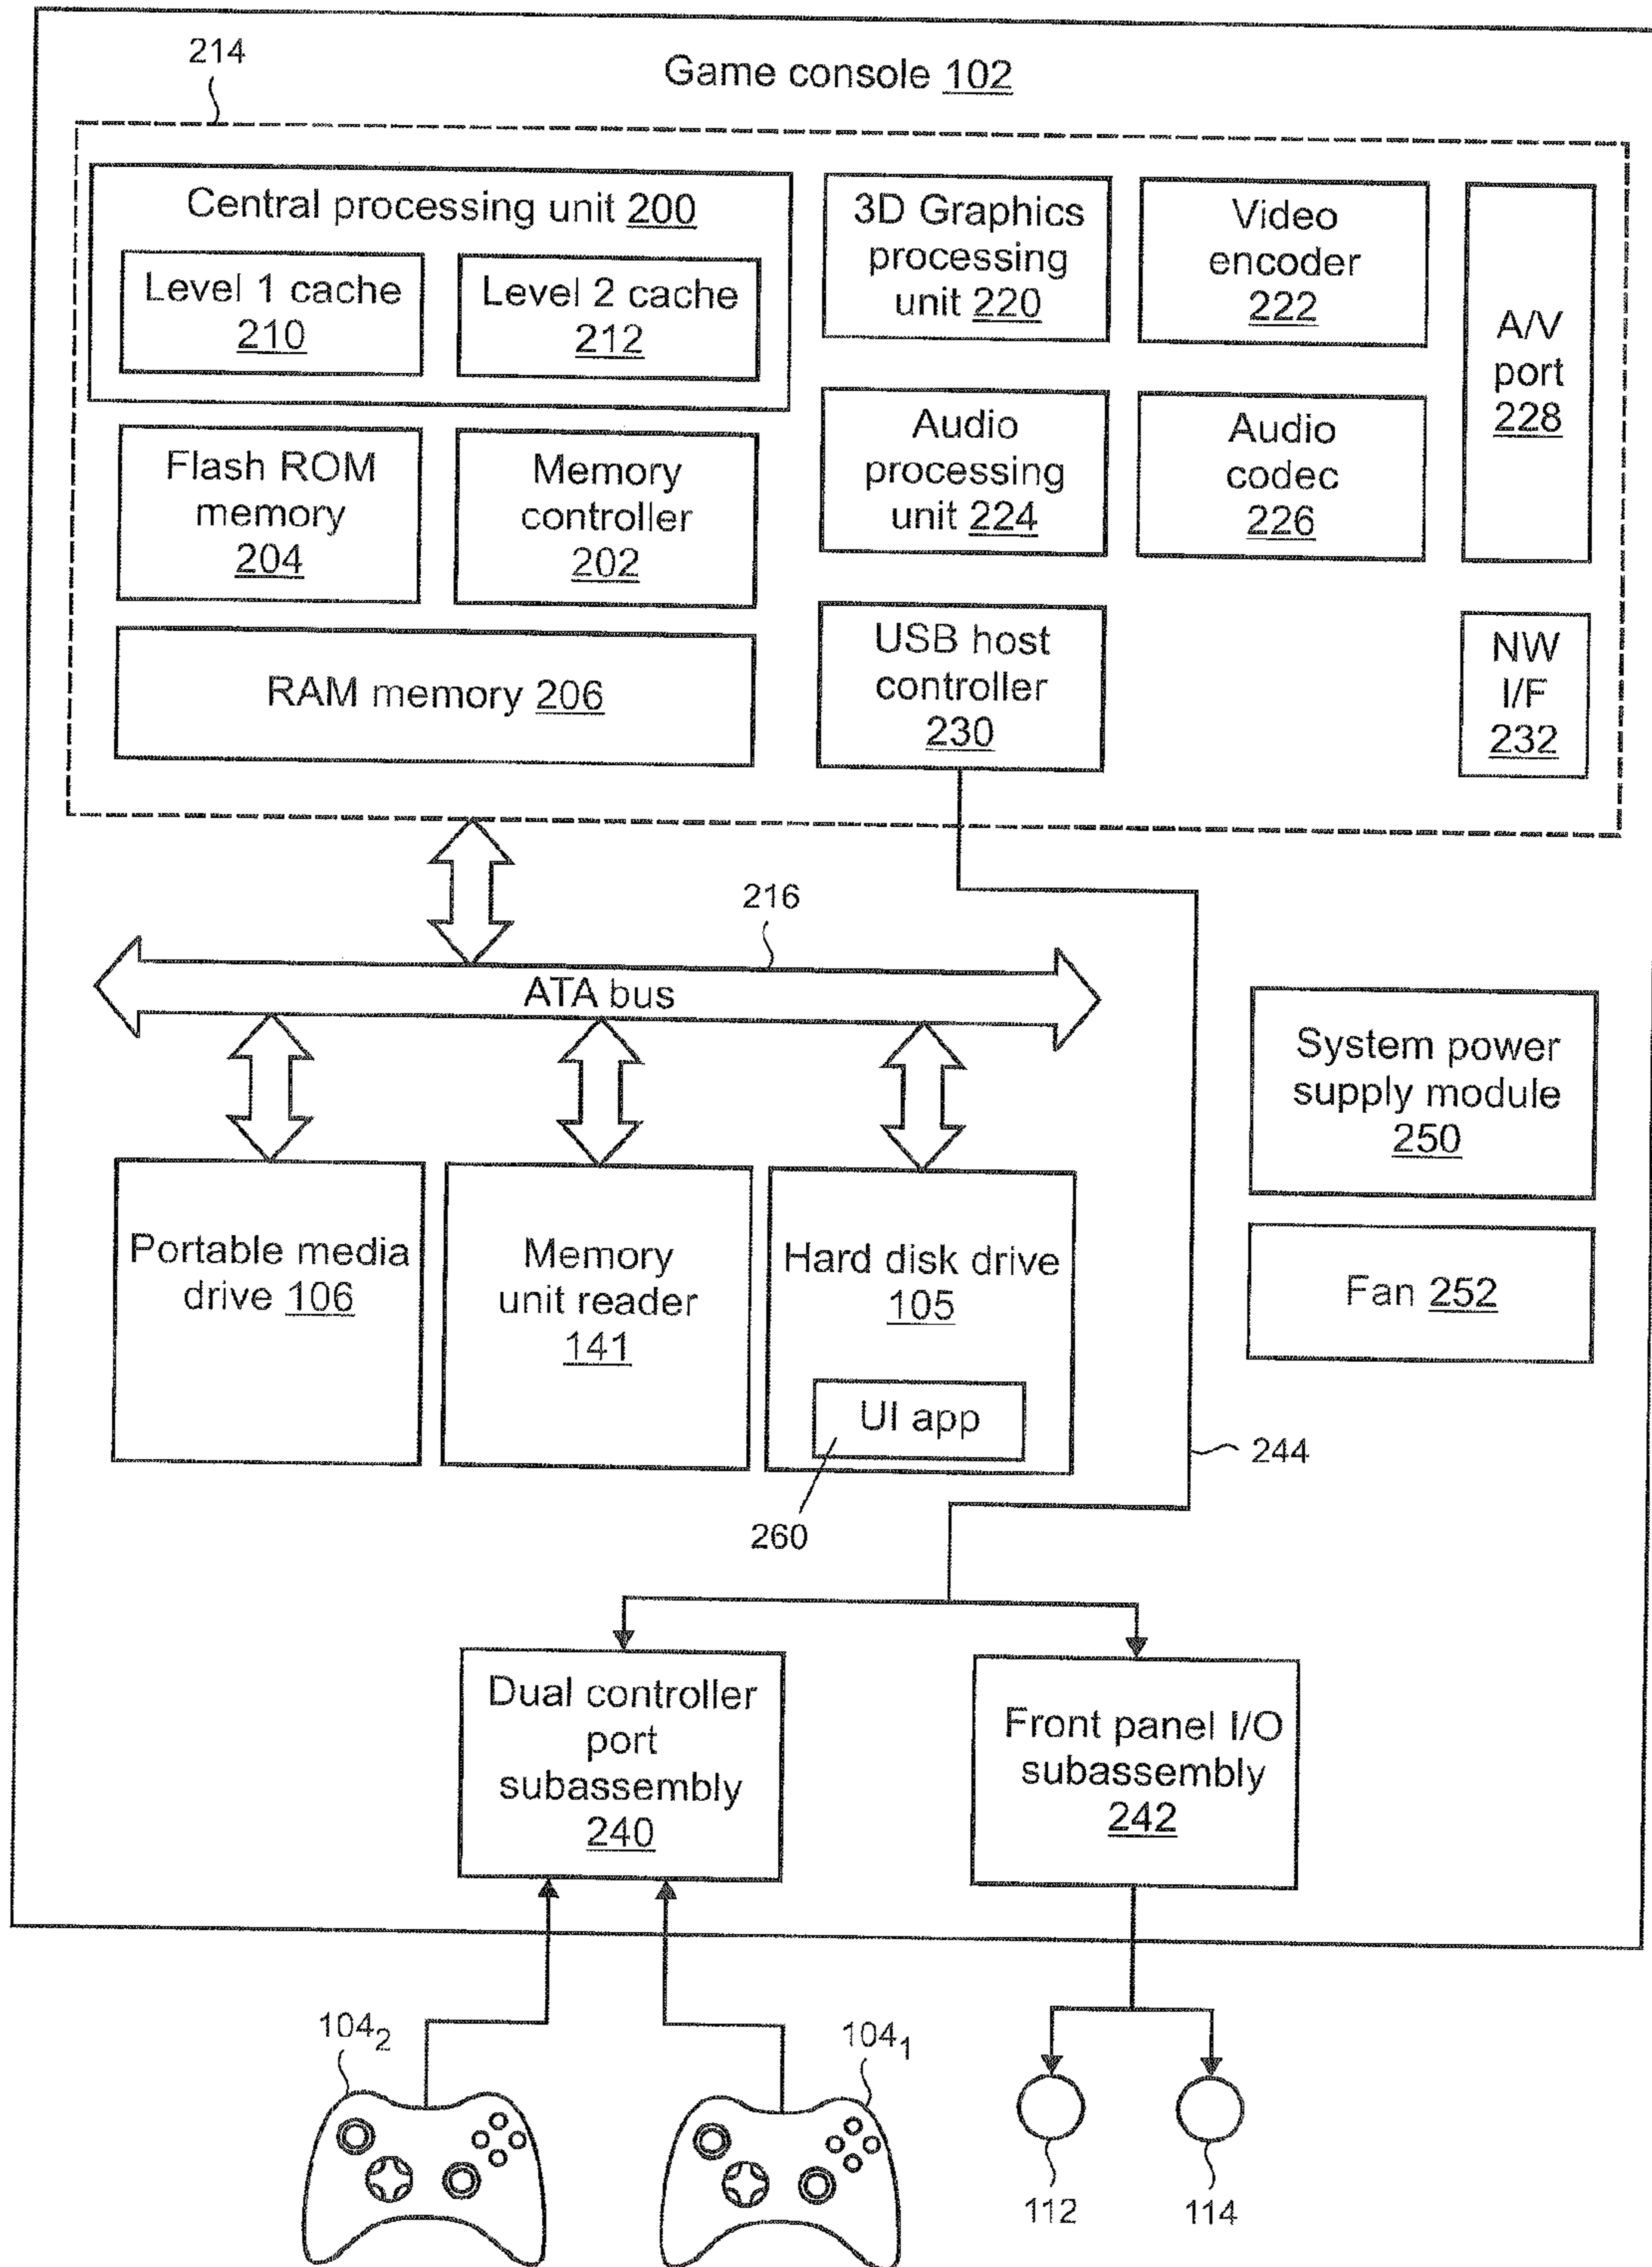 Game console 102
214
Central processing unit 200
Level 1 cache
210
Level 2 cache
212
3D Graphics
processing
unit 220
Video
encoder
222
A/V
port
228
Flash ROM
memory
204
Memory
controller
202
Audio
processing
unit 224
Audio
codec
226
RAM memory 206
USB host
controller
230
NW
I/F
232
216
ATA bus
System power
supply module
250
Fan 252
Portable media
drive 106
Memory
unit reader
141
Hard disk drive
105
UI app
260
244
Dual controller
port
subassembly
240
Front panel I/O
subassembly
242
104₂
104₁
112
114